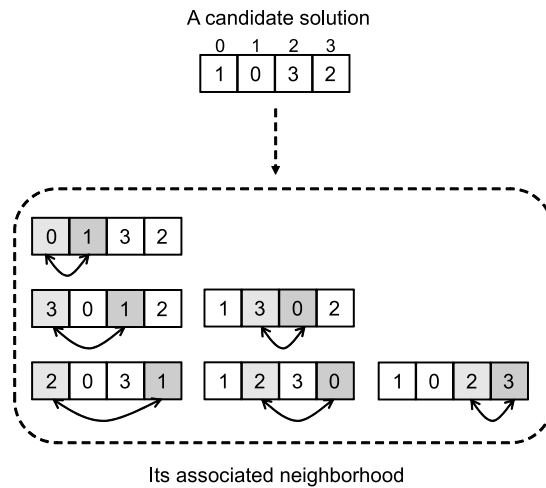 A candidate solution
0 1 2 3
1 0 3 2
0 1 3 2
3 0 1 2 1 3 0 2
2 0 3 1 1 2 3 0 1 0 2 3
Its associated neighborhood